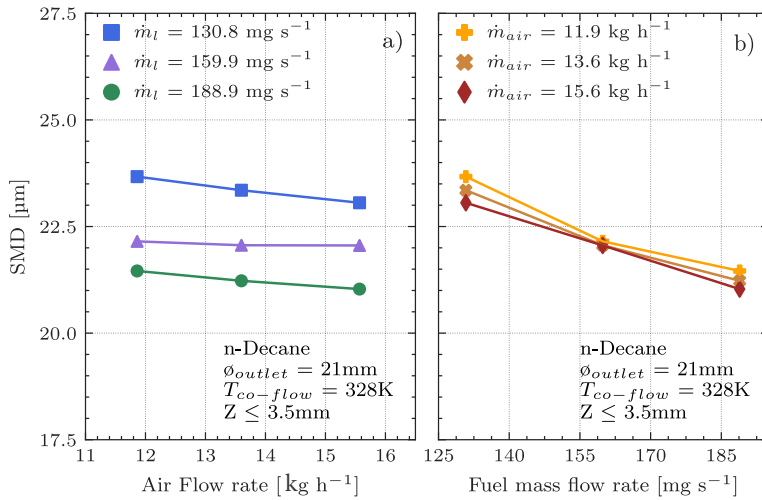 27.5
25.0
22.5
20.0
17.5
SMD [µm]
ṁ_l = 130.8 mg s⁻¹
ṁ_l = 159.9 mg s⁻¹
ṁ_l = 188.9 mg s⁻¹
a)
n-Decane
ø_outlet = 21mm
T_co−flow = 328K
Z ≤ 3.5mm
11 12 13 14 15 16
Air Flow rate [kg h⁻¹]
ṁ_air = 11.9 kg h⁻¹
ṁ_air = 13.6 kg h⁻¹
ṁ_air = 15.6 kg h⁻¹
b)
n-Decane
ø_outlet = 21mm
T_co−flow = 328K
Z ≤ 3.5mm
125 140 155 170 185
Fuel mass flow rate [mg s⁻¹]